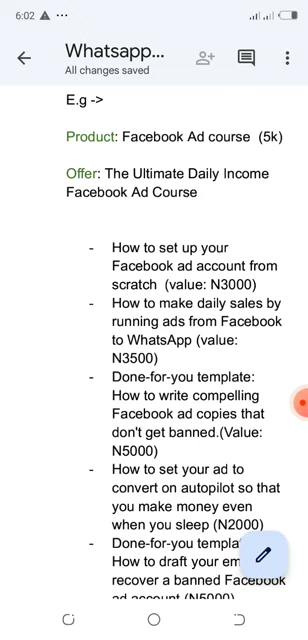 6:02
Whatsapp...
All changes saved
E.g ->
Product: Facebook Ad course (5k)
Offer: The Ultimate Daily Income
Facebook Ad Course
- How to set up your
Facebook ad account from
scratch (value: N3000)
- How to make daily sales by
running ads from Facebook
to WhatsApp (value:
N3500)
- Done-for-you template:
How to write compelling
Facebook ad copies that
don't get banned.(Value:
N5000)
- How to set your ad to
convert on autopilot so that
you make money even
when you sleep (N2000)
- Done-for-you
How to draft your
recover a banned Facebook
ad account (N5000)